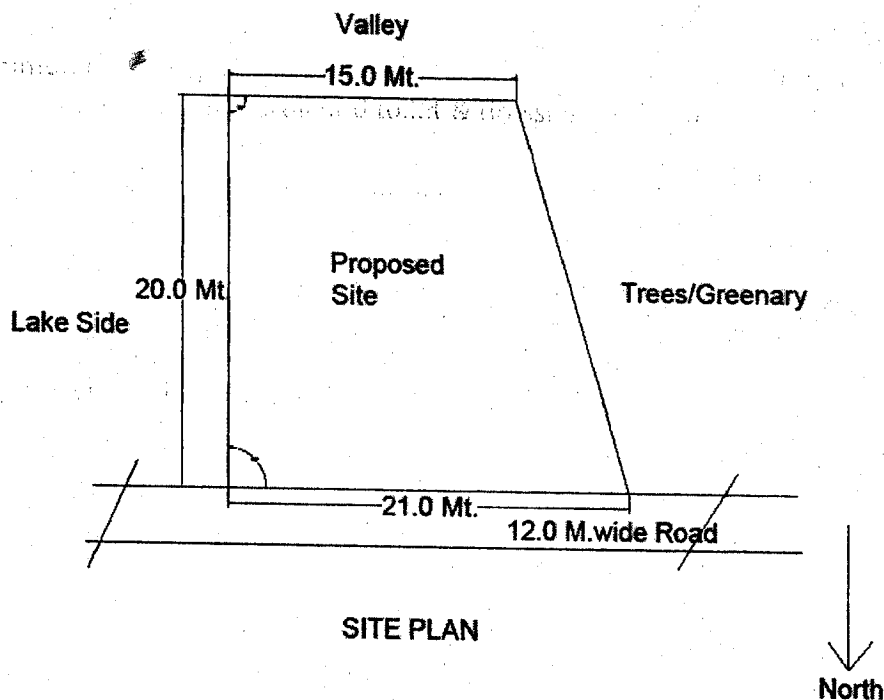 Valley
15.0 Mt.
Proposed
Site
20.0 Mt.
Trees/Greenary
Lake Side
21.0 Mt.
12.0 M.wide Road
SITE PLAN
North